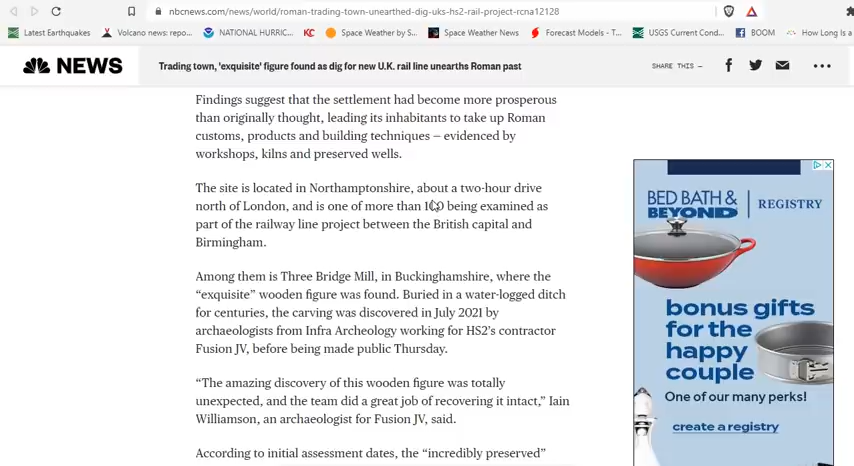 nbcnews.com/news/world/roman-trading-town-unearthed-dig-uks-hs2-rail-project-rcna12128
Latest Earthquakes
Volcano news: repo...
NATIONAL HURRIC...
KC
Space Weather by S...
Space Weather News
Forecast Models - T...
USGS Current Cond...
BOOM
How Long Is a
NEWS
Trading town, 'exquisite' figure found as dig for new U.K. rail line unearths Roman past
SHARE THIS —
Findings suggest that the settlement had become more prosperous
than originally thought, leading its inhabitants to take up Roman
customs, products and building techniques — evidenced by
workshops, kilns and preserved wells.
The site is located in Northamptonshire, about a two-hour drive
north of London, and is one of more than 100 being examined as
part of the railway line project between the British capital and
Birmingham.
Among them is Three Bridge Mill, in Buckinghamshire, where the
“exquisite” wooden figure was found. Buried in a water-logged ditch
for centuries, the carving was discovered in July 2021 by
archaeologists from Infra Archeology working for HS2’s contractor
Fusion JV, before being made public Thursday.
“The amazing discovery of this wooden figure was totally
unexpected, and the team did a great job of recovering it intact,” Iain
Williamson, an archaeologist for Fusion JV, said.
According to initial assessment dates, the “incredibly preserved”
BED BATH &
BEYOND
REGISTRY
bonus gifts
for the
happy
couple
One of our many perks!
create a registry